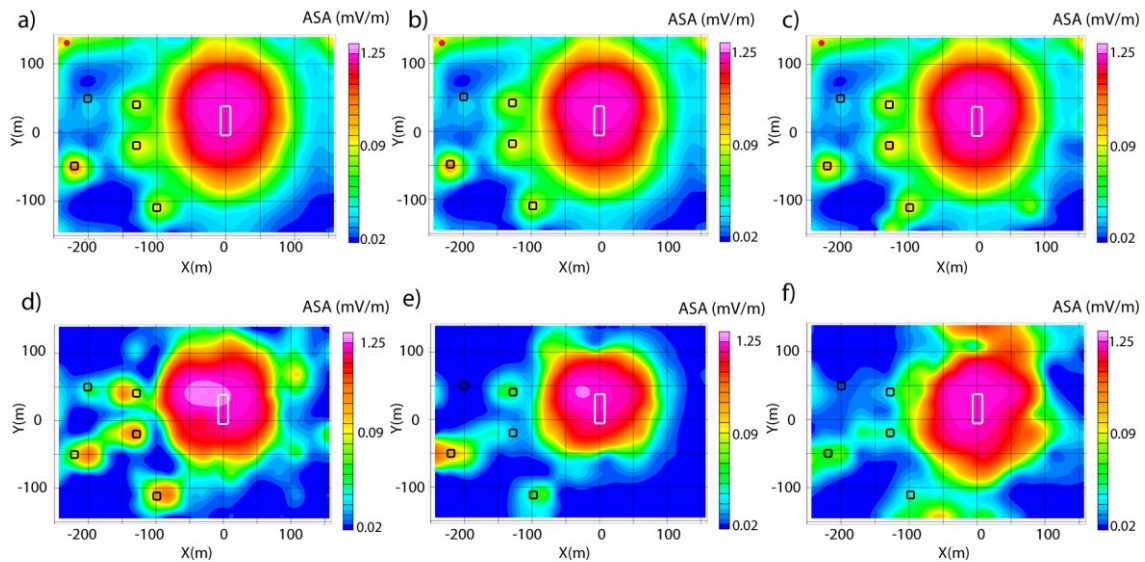 a) ASA (mV/m) b) ASA (mV/m) c) ASA (mV/m)
1.25 1.25 1.25
100 100 100
Y(m) 0 0.09 Y(m) 0 0.09 Y(m) 0 0.09
-100 -100 -100
0.02 0.02 0.02
-200 -100 0 100 -200 -100 0 100 -200 -100 0 100
X(m) X(m) X(m)
d) ASA (mV/m) e) ASA (mV/m) f) ASA (mV/m)
1.25 1.25 1.25
100 100 100
Y(m) 0 0.09 Y(m) 0 0.09 Y(m) 0 0.09
-100 -100 -100
0.02 0.02 0.02
-200 -100 0 100 -200 -100 0 100 -200 -100 0 100
X(m) X(m) X(m)